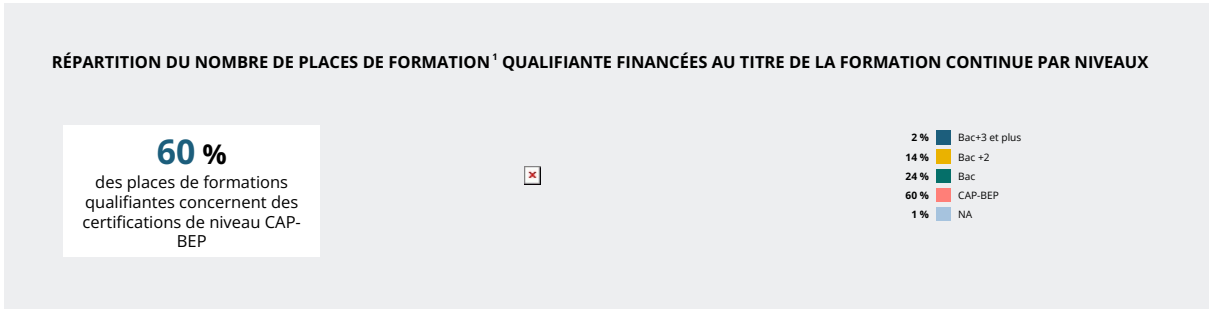 RÉPARTITION DU NOMBRE DE PLACES DE FORMATION¹ QUALIFIANTE FINANCÉES AU TITRE DE LA FORMATION CONTINUE PAR NIVEAUX
60 %
des places de formations
qualifiantes concernent des
certifications de niveau CAP-
BEP
2 % Bac+3 et plus
14 % Bac +2
24 % Bac
60 % CAP-BEP
1 % NA